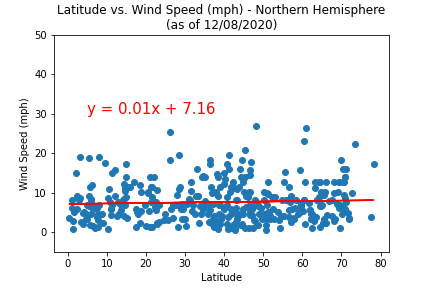 Latitude vs. Wind Speed (mph) - Northern Hemisphere
(as of 12/08/2020)
50
40
30
20
10
0
Wind Speed (mph)
y = 0.01x + 7.16
0 10 20 30 40 50 60 70 80
Latitude